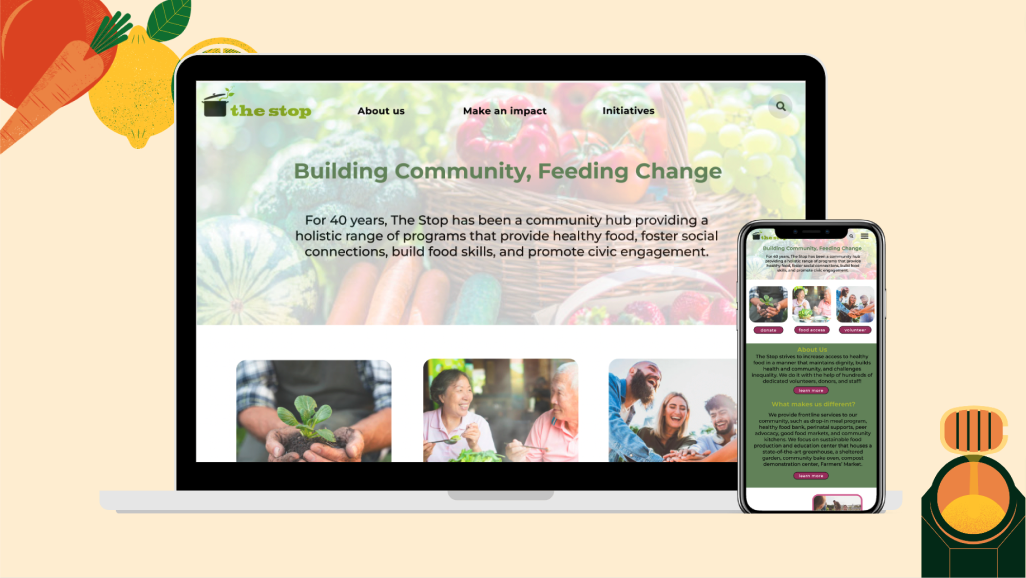 the stop
About us
Make an impact
Initiatives
Building Community, Feeding Change
For 40 years, The Stop has been a community hub providing a
holistic range of programs that provide healthy food, foster social
connections, build food skills, and promote civic engagement.
Building Community, Feeding Change
For 40 years, The Stop has been a community hub
providing a holistic range of programs that provide
healthy food, foster social connections, build food
skills, and promote civic engagement.
donate
food access
volunteer
About Us
The Stop strives to increase access to healthy
food in a manner that maintains dignity, builds
health and community, and challenges
inequality. We do it with the help of hundreds of
dedicated volunteers, donors, and staff!
learn more
What makes us different?
We provide frontline services to our
community, such as drop-in meal program,
healthy food bank, perinatal supports, peer
advocacy, good food markets, and community
kitchens. We focus on sustainable food
production and education center that houses a
state-of-the-art greenhouse, a sheltered
garden, community bake oven, compost
demonstration center, Farmers' Market.
learn more